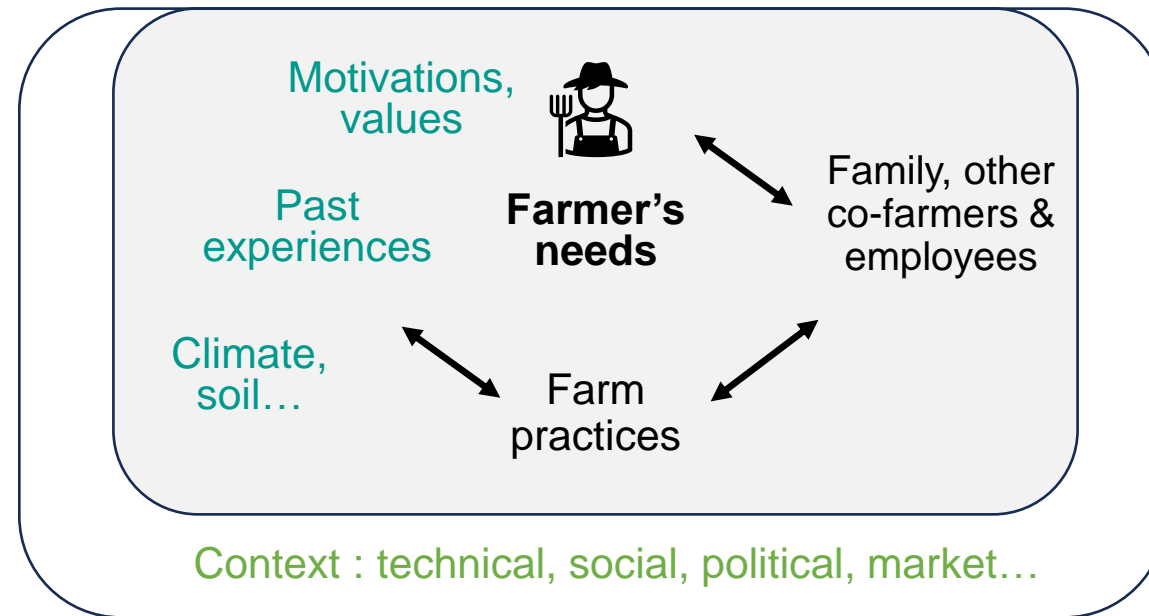 Motivations,
values
Past
experiences
Climate,
soil…
Farmer’s
needs
Family, other
co-farmers &
employees
Farm
practices
Context : technical, social, political, market…